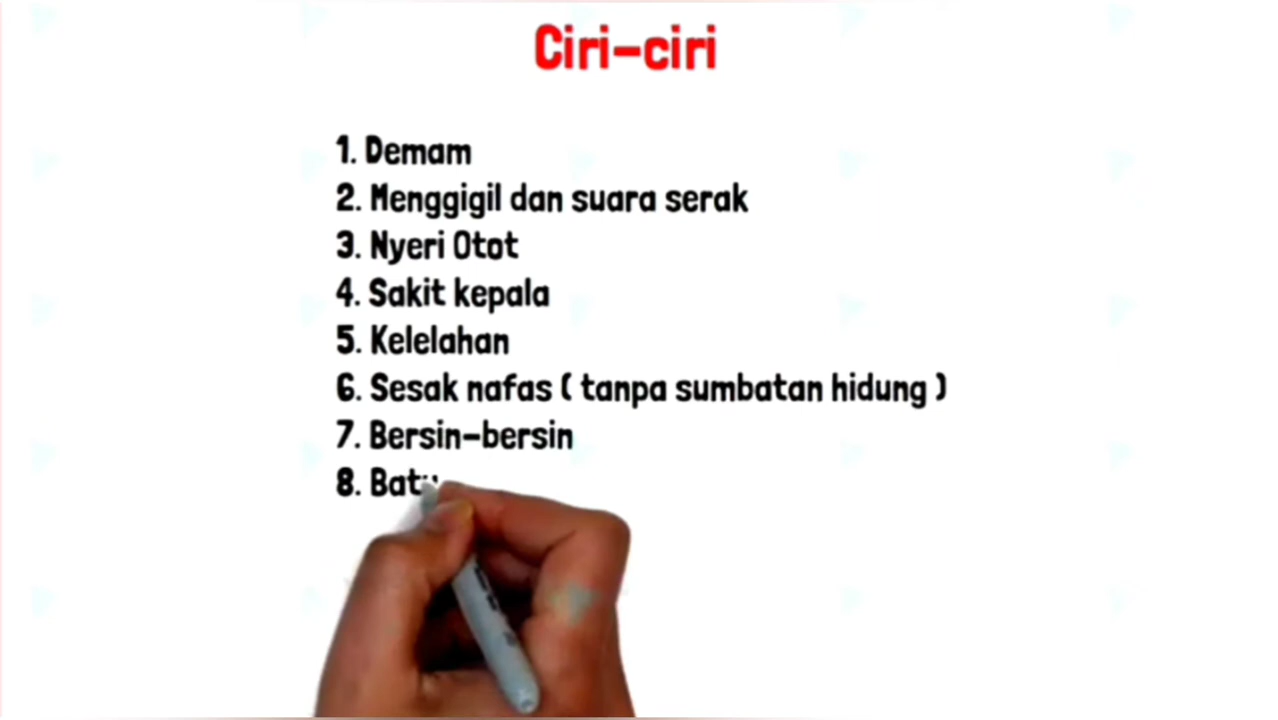 Ciri-ciri
1. Demam
2. Menggigil dan suara serak
3. Nyeri Otot
4. Sakit kepala
5. Kelelahan
6. Sesak nafas ( tanpa sumbatan hidung )
7. Bersin-bersin
8.